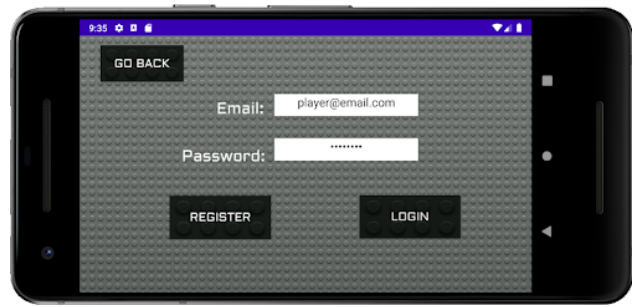 9:35
GO BACK
Email: player@email.com
Password: ••••••••
REGISTER LOGIN